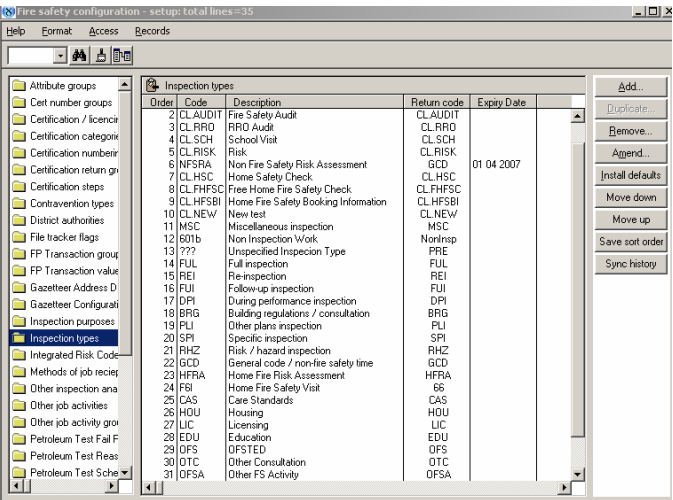 Fire safety configuration - setup: total lines=35
Help Format Access Records
Attribute groups
Cert number groups
Certification / licencir
Certification categorie
Certification numberin
Certification return gr
Certification steps
Contravention types
District authorities
File tracker flags
FP Transaction group
FP Transaction value
Gazetteer Address D
Gazetteer Configurati
Inspection purposes
Inspection types
Integrated Risk Code
Methods of job reciep
Other inspection ana
Other job activities
Other job activity grou
Petroleum Test Fail F
Petroleum Test Reas
Petroleum Test Sche
Inspection types
Order Code Description Return code Expiry Date
2 CL.AUDIT Fire Safety Audit CL.AUDIT
3 CL.RRO RRO Audit CL.RRO
4 CL.SCH School Visit CL.SCH
5 CL.RISK Risk CL.RISK
6 NFSRA Non Fire Safety Risk Assessment GCD 01 04 2007
7 CL.HSC Home Safety Check CL.HSC
8 CL.FHFSC Free Home Fire Safety Check CL.FHFSC
9 CL.HFSBI Home Fire Safety Booking Information CL.HFSBI
10 CL.NEW New test CL.NEW
11 MSC Miscellaneous inspection MSC
12 601b Non Inspection Work NonInsp
13 ??? Unspecified Inspecion Type PRE
14 FUL Full inspection FUL
15 REI Re-inspection REI
16 FUI Follow-up inspection FUI
17 DPI During performance inspection DPI
18 BRG Building regulations / consultation BRG
19 PLI Other plans inspection PLI
20 SPI Specific inspection SPI
21 RHZ Risk / hazard inspection RHZ
22 GCD General code / non-fire safety time GCD
23 HFRA Home Fire Risk Assessment HFRA
24 F6I Home Fire Safety Visit 66
25 CAS Care Standards CAS
26 HOU Housing HOU
27 LIC Licensing LIC
28 EDU Education EDU
29 OFS OFSTED OFS
30 OTC Other Consultation OTC
31 OFSA Other FS Activity OFSA
Add...
Duplicate...
Remove...
Amend...
Install defaults
Move down
Move up
Save sort order
Sync history